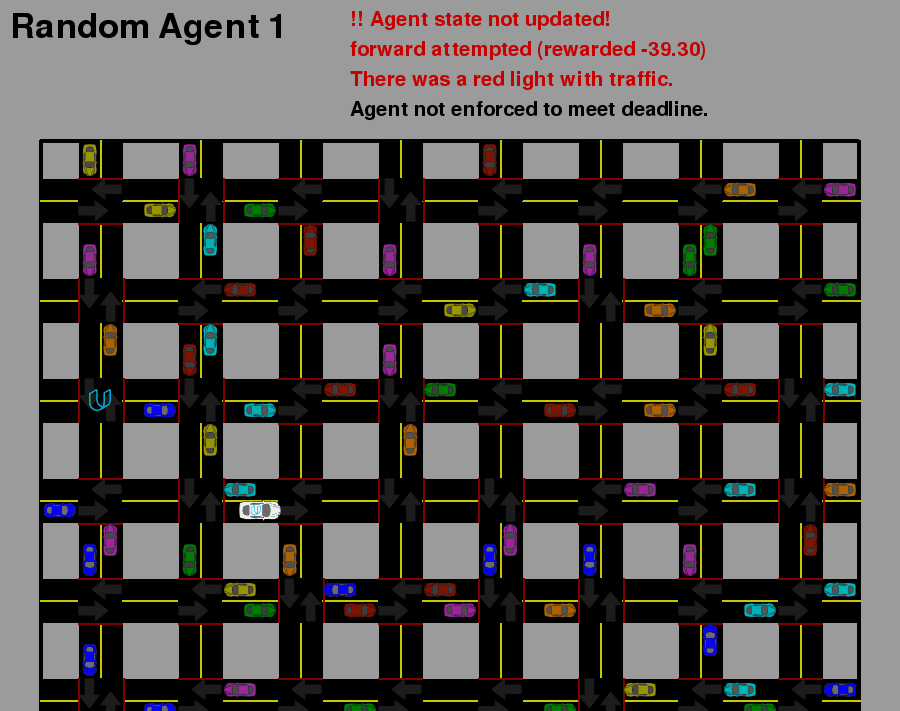 Random Agent 1
!! Agent state not updated!
forward attempted (rewarded -39.30)
There was a red light with traffic.
Agent not enforced to meet deadline.